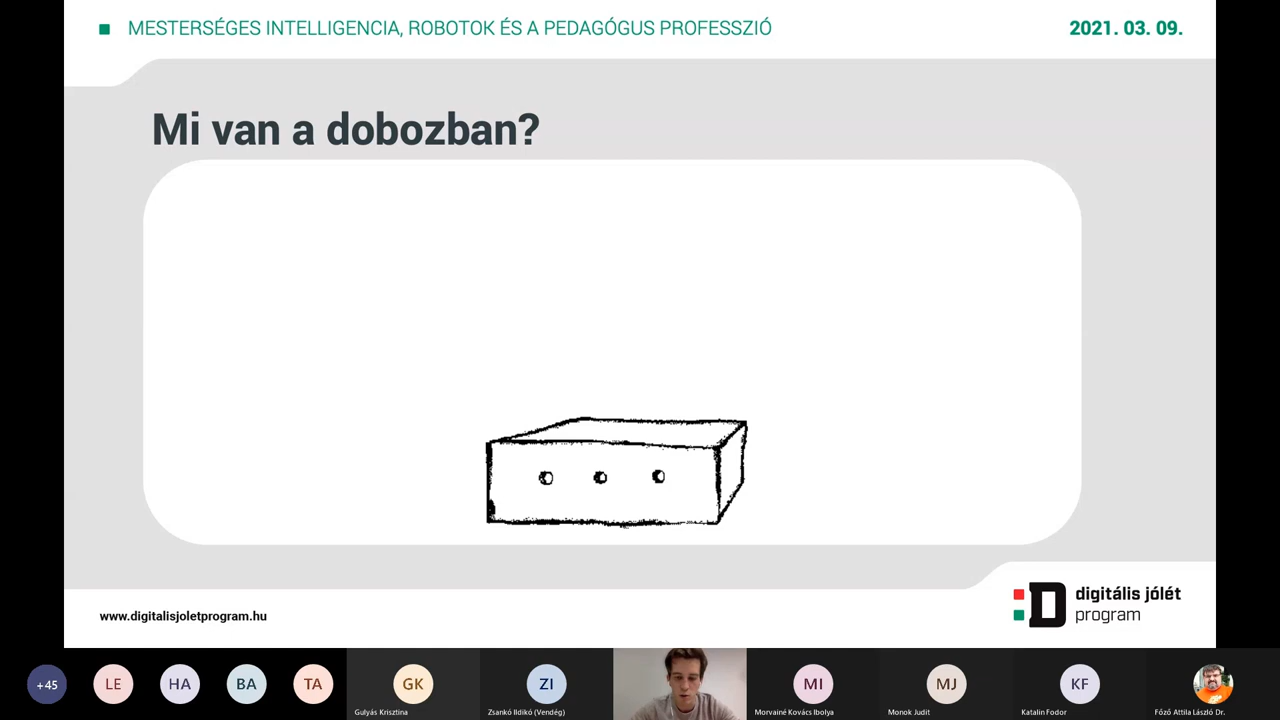 MESTERSÉGES INTELLIGENCIA, ROBOTOK ÉS A PEDAGÓGUS PROFESSZIÓ
2021. 03. 09.
Mi van a dobozban?
www.digitalisjoletprogram.hu
digitális jólét
program
+45
LE
HA
BA
TA
GK
ZI
MI
MJ
KF
Gulyás Krisztina
Zsankó Ildikó (Vendég)
Morvainé Kovács Ibolya
Monok Judit
Katalin Fodor
Főző Attila László Dr.